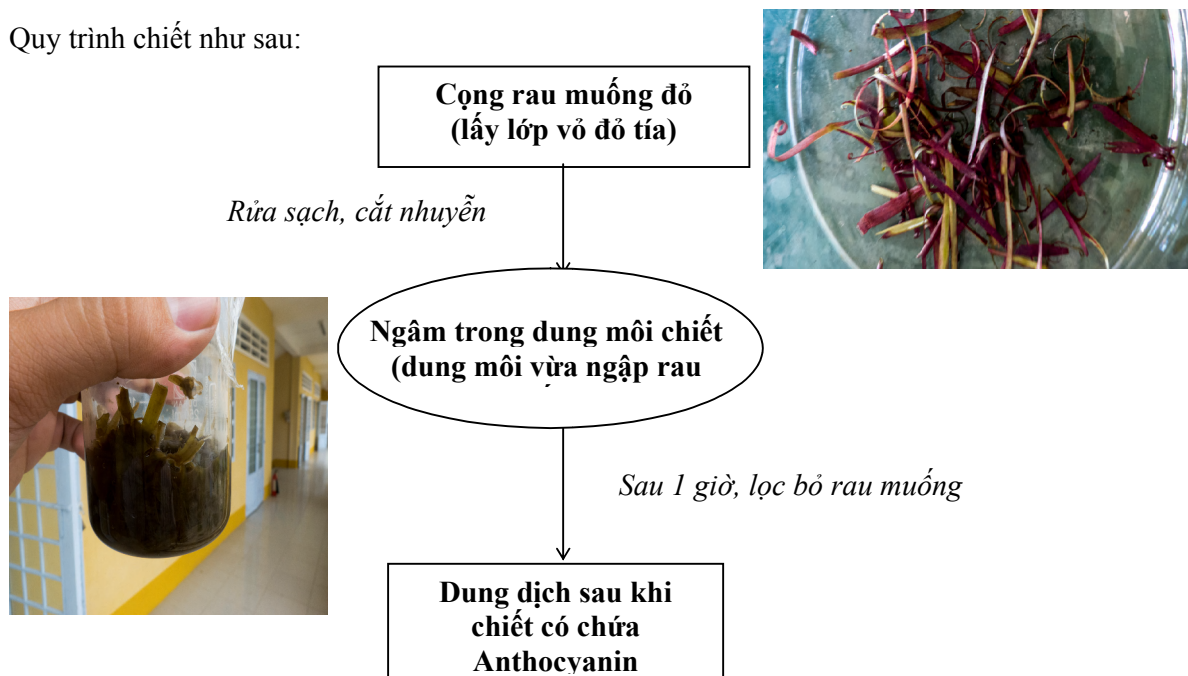 Quy trình chiết như sau:
Cọng rau muống đỏ
(lấy lớp vỏ đỏ tía)
Rửa sạch, cắt nhuyễn
Ngâm trong dung môi chiết
(dung môi vừa ngập rau
Sau 1 giờ, lọc bỏ rau muống
Dung dịch sau khi
chiết có chứa
Anthocyanin